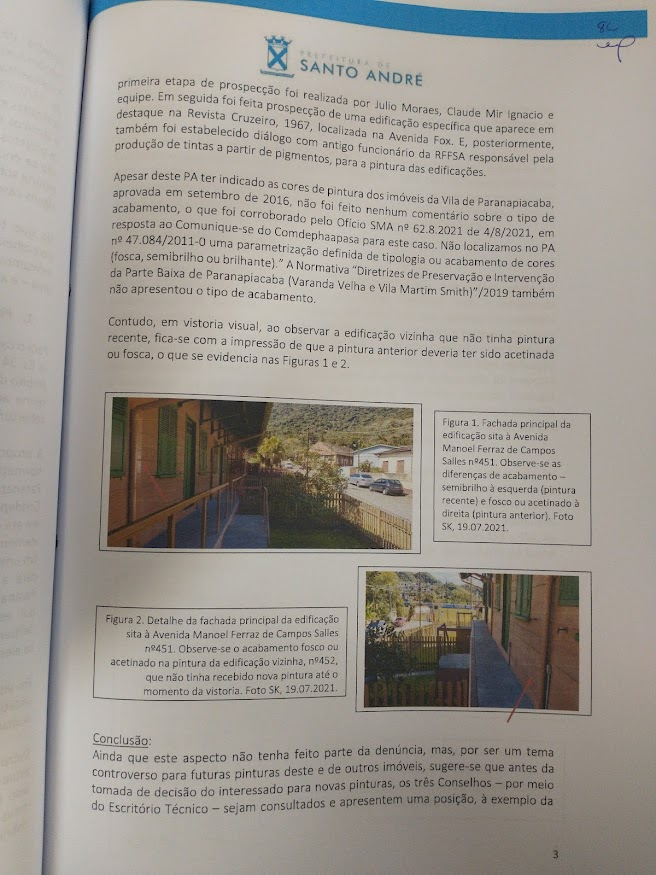 82
PREFEITURA DE
SANTO ANDRÉ
primeira etapa de prospecção foi realizada por Julio Moraes, Claude Mir Ignacio e
equipe. Em seguida foi feita prospecção de uma edificação específica que aparece em
destaque na Revista Cruzeiro, 1967, localizada na Avenida Fox. E, posteriormente,
também foi estabelecido diálogo com antigo funcionário da RFFSA responsável pela
produção de tintas a partir de pigmentos, para a pintura das edificações.
Apesar deste PA ter indicado as cores de pintura dos imóveis da Vila de Paranapiacaba,
aprovada em setembro de 2016, não foi feito nenhum comentário sobre o tipo de
acabamento, o que foi corroborado pelo Ofício SMA nº 62.8.2021 de 4/8/2021, em
resposta ao Comunique-se do Comdephaapasa para este caso. Não localizamos no PA
nº 47.084/2011-0 uma parametrização definida de tipologia ou acabamento de cores
(fosca, semibrilho ou brilhante)." A Normativa "Diretrizes de Preservação e Intervenção
da Parte Baixa de Paranapiacaba (Varanda Velha e Vila Martim Smith)"/2019 também
não apresentou o tipo de acabamento.
Contudo, em vistoria visual, ao observar a edificação vizinha que não tinha pintura
recente, fica-se com a impressão de que a pintura anterior deveria ter sido acetinada
ou fosca, o que se evidencia nas Figuras 1 e 2.
Figura 1. Fachada principal da
edificação sita à Avenida
Manoel Ferraz de Campos
Salles nº451. Observe-se as
diferenças de acabamento –
semibrilho à esquerda (pintura
recente) e fosco ou acetinado à
direita (pintura anterior). Foto
SK, 19.07.2021.
Figura 2. Detalhe da fachada principal da edificação
sita à Avenida Manoel Ferraz de Campos Salles
nº451. Observe-se o acabamento fosco ou
acetinado na pintura da edificação vizinha, nº452,
que não tinha recebido nova pintura até o
momento da vistoria. Foto SK, 19.07.2021.
Conclusão:
Ainda que este aspecto não tenha feito parte da denúncia, mas, por ser um tema
controverso para futuras pinturas deste e de outros imóveis, sugere-se que antes da
tomada de decisão do interessado para novas pinturas, os três Conselhos – por meio
do Escritório Técnico – sejam consultados e apresentem uma posição, à exemplo da
3